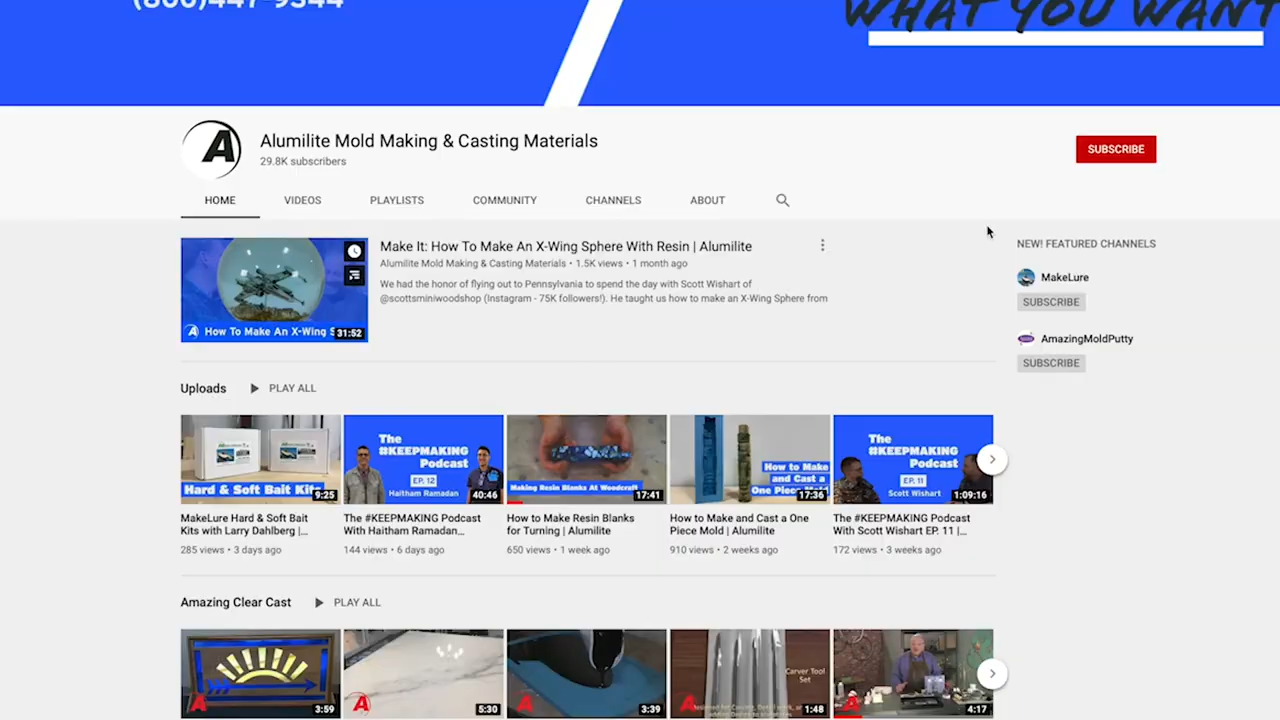 (800)447-9344
WHAT YOU WANT
A
Alumilite Mold Making & Casting Materials
29.8K subscribers
SUBSCRIBE
HOME VIDEOS PLAYLISTS COMMUNITY CHANNELS ABOUT
Make It: How To Make An X-Wing Sphere With Resin | Alumilite
Alumilite Mold Making & Casting Materials • 1.5K views • 1 month ago
We had the honor of flying out to Pennsylvania to spend the day with Scott Wishart of
@scottsminiwoodshop (Instagram - 75K followers!). He taught us how to make an X-Wing Sphere from
A How To Make An X-Wing S
31:52
NEW! FEATURED CHANNELS
MakeLure
SUBSCRIBE
AmazingMoldPutty
SUBSCRIBE
Uploads PLAY ALL
Hard & Soft Bait Kits
9:25
MakeLure Hard & Soft Bait
Kits with Larry Dahlberg |...
285 views • 3 days ago
The
#KEEPMAKING
Podcast
EP. 12
Haitham Ramadan
40:46
The #KEEPMAKING Podcast
With Haitham Ramadan...
144 views • 6 days ago
Making Resin Blanks At Woodcraft
17:41
How to Make Resin Blanks
for Turning | Alumilite
650 views • 1 week ago
How to Make
and Cast a
One Piece Mold
17:36
How to Make and Cast a One
Piece Mold | Alumilite
910 views • 2 weeks ago
The
#KEEPMAKING
Podcast
EP. 11
Scott Wishart
1:09:16
The #KEEPMAKING Podcast
With Scott Wishart EP. 11 |...
172 views • 3 weeks ago
Amazing Clear Cast PLAY ALL
3:59
5:30
3:39
Carver Tool
Set
1:48
4:17